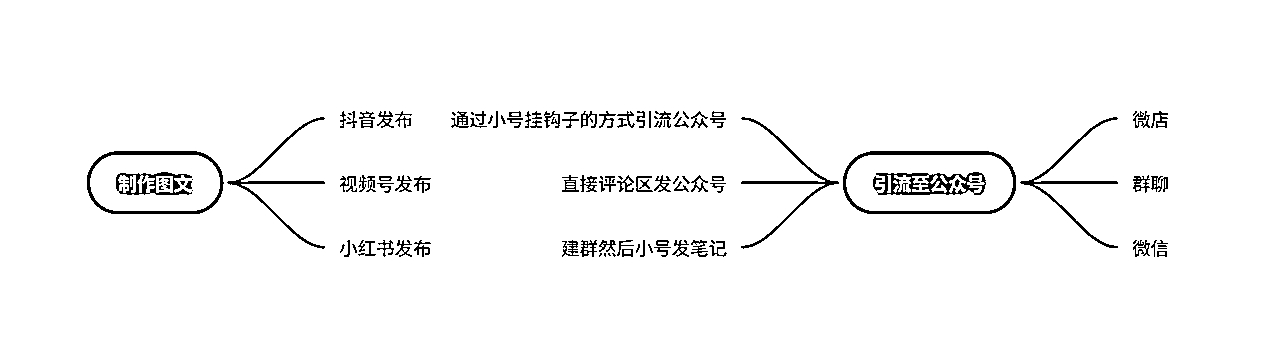 制作图文
抖音发布
视频号发布
小红书发布
通过小号挂钩子的方式引流公众号
直接评论区发公众号
建群然后小号发笔记
引流至公众号
微店
群聊
微信